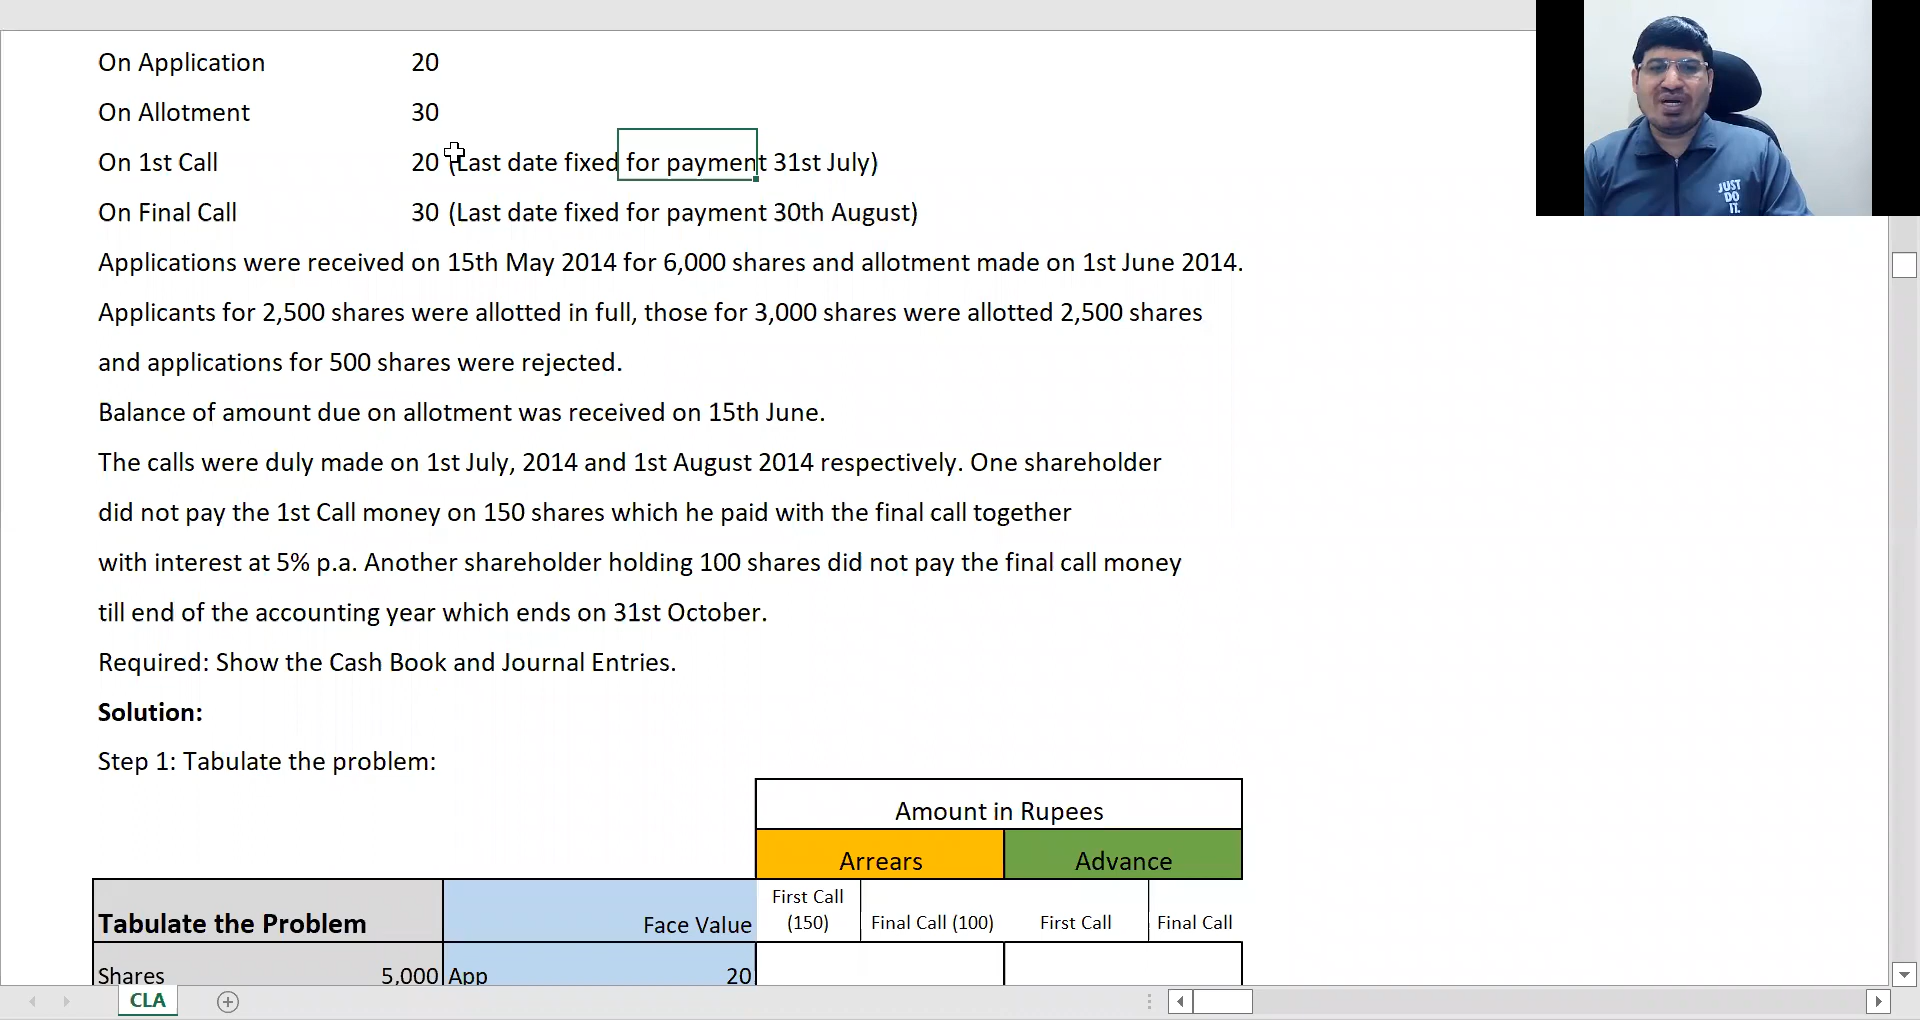 On Application 20
On Allotment 30
On 1st Call 20 (Last date fixed for payment 31st July)
On Final Call 30 (Last date fixed for payment 30th August)
Applications were received on 15th May 2014 for 6,000 shares and allotment made on 1st June 2014.
Applicants for 2,500 shares were allotted in full, those for 3,000 shares were allotted 2,500 shares
and applications for 500 shares were rejected.
Balance of amount due on allotment was received on 15th June.
The calls were duly made on 1st July, 2014 and 1st August 2014 respectively. One shareholder
did not pay the 1st Call money on 150 shares which he paid with the final call together
with interest at 5% p.a. Another shareholder holding 100 shares did not pay the final call money
till end of the accounting year which ends on 31st October.
Required: Show the Cash Book and Journal Entries.
Solution:
Step 1: Tabulate the problem:
Amount in Rupees
Arrears Advance
Tabulate the Problem Face Value First Call (150) Final Call (100) First Call Final Call
Shares 5,000 App 20
CLA
JUST
DO
IT.